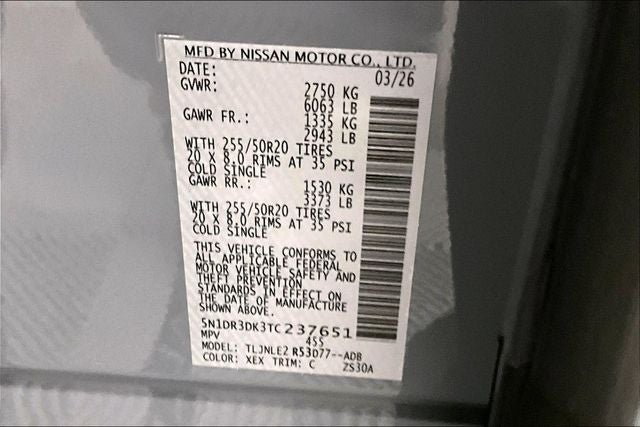 MFD BY NISSAN MOTOR CO., LTD.
DATE: 03/26
GVWR: 2750 KG
6063 LB
GAWR FR.: 1335 KG
2943 LB
WITH 255/50R20 TIRES
20 X 8.0 RIMS AT 35 PSI
COLD SINGLE
GAWR RR.: 1530 KG
3373 LB
WITH 255/50R20 TIRES
20 X 8.0 RIMS AT 35 PSI
COLD SINGLE
THIS VEHICLE CONFORMS TO
ALL APPLICABLE FEDERAL
MOTOR VEHICLE SAFETY AND
THEFT PREVENTION
STANDARDS IN EFFECT ON
THE DATE OF MANUFACTURE
SHOWN ABOVE.
5N1DR3DK3TC237651
MPV 455
MODEL: TLJNLE2 R53D77--ADB
COLOR: XEX TRIM: C ZS30A